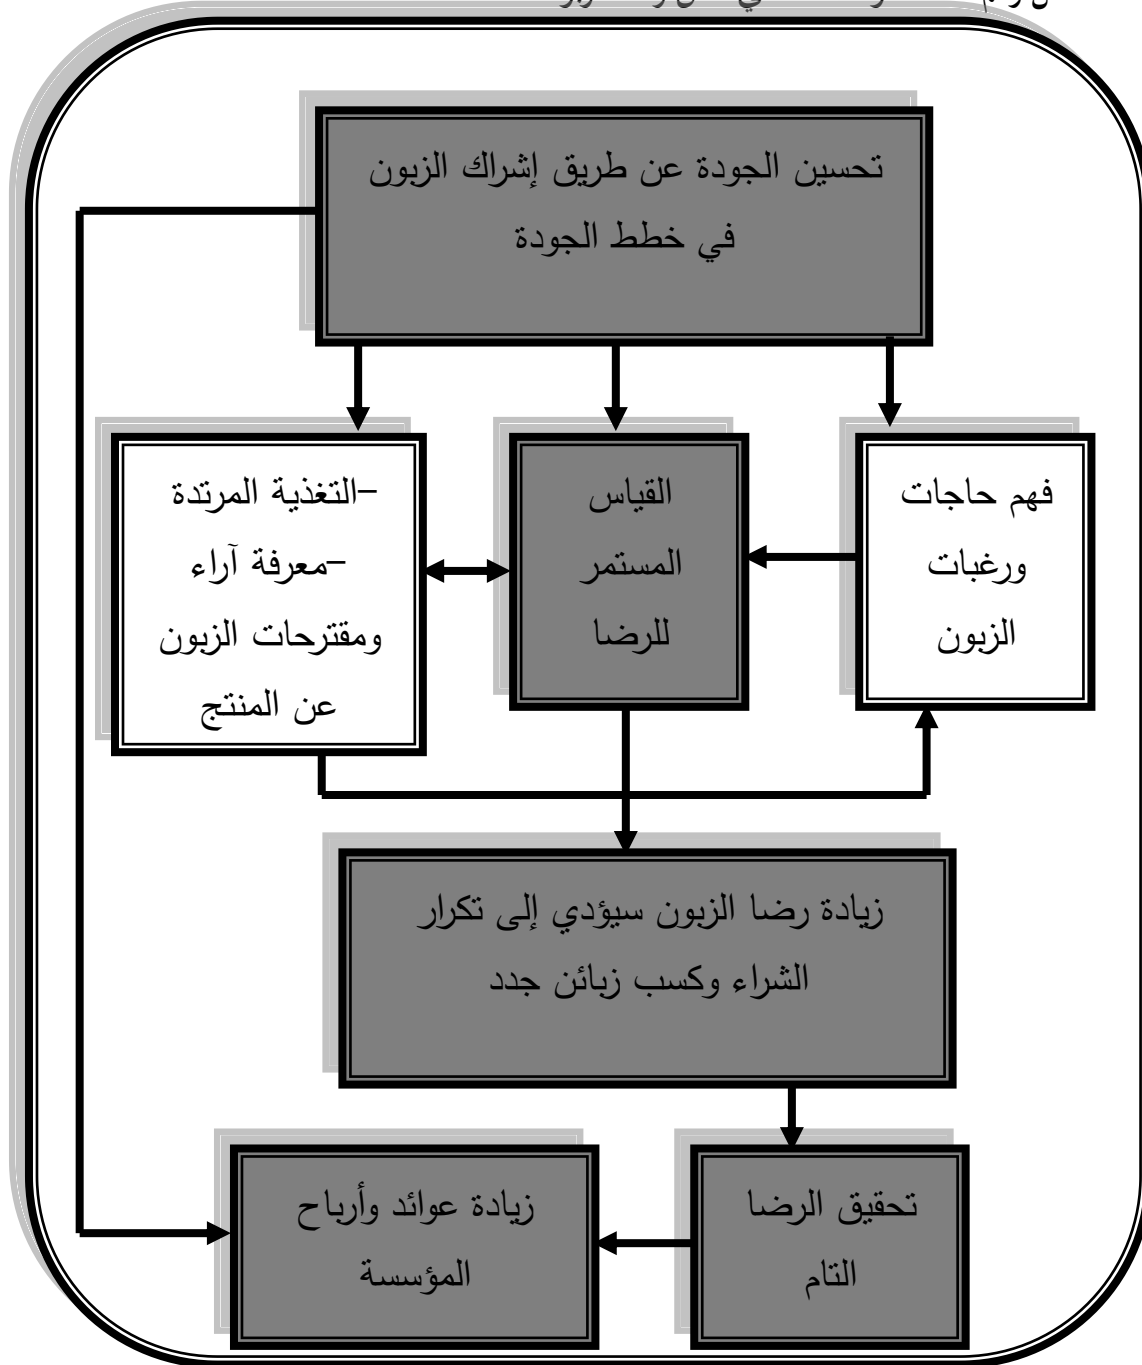 تحسين الجودة عن طريق إشراك الزبون
في خطط الجودة
فهم حاجات
ورغبات
الزبون
القياس
المستمر
للرضا
-التغذية المرتدة
-معرفة آراء
ومقترحات الزبون
عن المنتج
زيادة رضا الزبون سيؤدي إلى تكرار
الشراء وكسب زبائن جدد
تحقيق الرضا
التام
زيادة عوائد وأرباح
المؤسسة